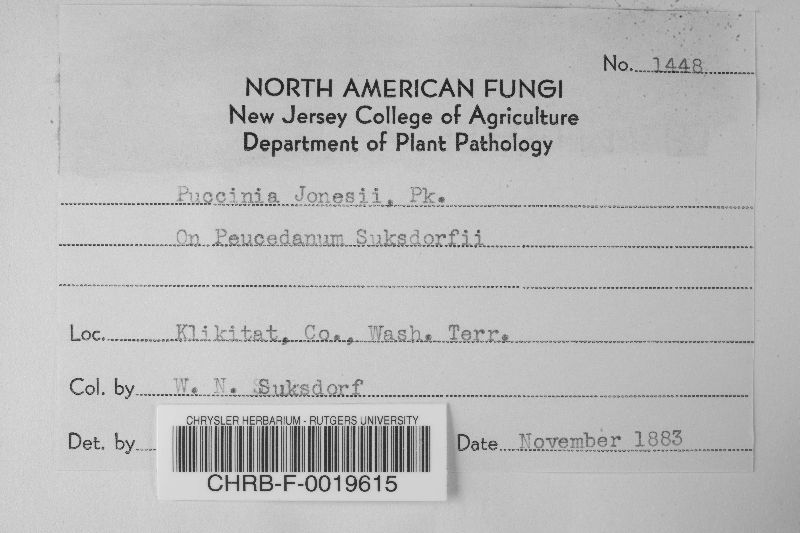 No. 1448
NORTH AMERICAN FUNGI
New Jersey College of Agriculture
Department of Plant Pathology
Puccinia Jonesii, Pk.
On Peucedanum Suksdorfii
Loc. Klikitat, Co., Wash. Terr.
Col. by W. N. Suksdorf
Det. by
Date November 1883
CHRYSLER HERBARIUM - RUTGERS UNIVERSITY
CHRB-F-0019615